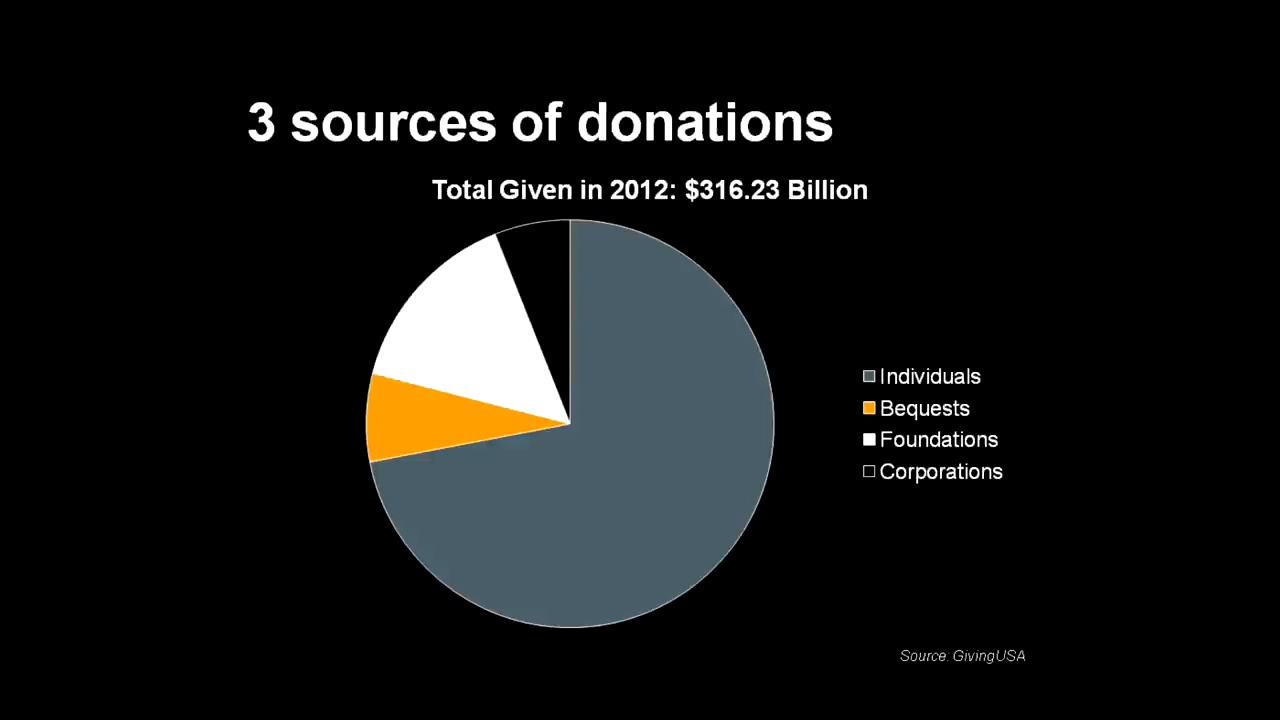 3 sources of donations
Total Given in 2012: $316.23 Billion
Individuals
Bequests
Foundations
Corporations
Source: GivingUSA